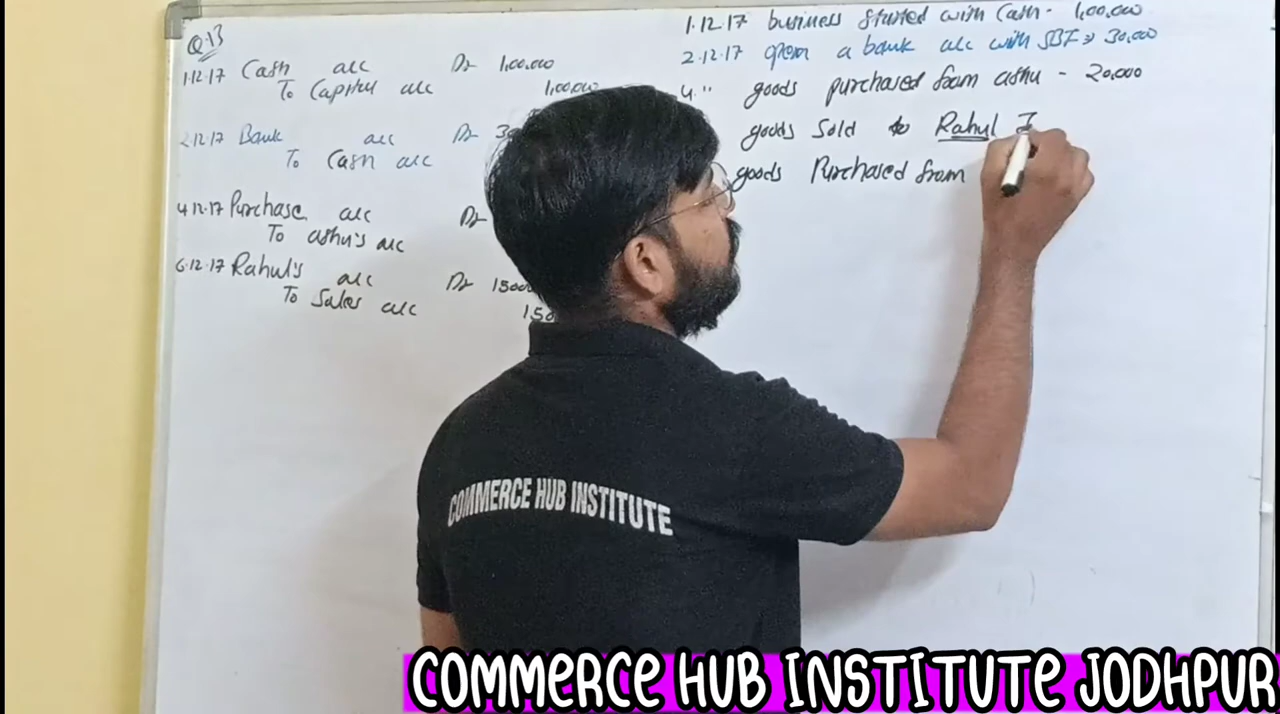 Q.13
1.12.17 Cash a/c Dr 1,00,000
To Capital a/c 1,00,000
2.12.17 Bank a/c Dr
To Cash a/c
4.12.17 Purchase a/c Dr
To ashu's a/c
6.12.17 Rahul's a/c Dr
To Sales a/c
1.12.17 business started with Cash - 1,00,000
2.12.17 open a bank a/c with SBI 30,000
4 " goods purchased from ashu - 20,000
goods Sold to Rahul
goods Purchased from
COMMERCE HUB INSTITUTE
COMMERCE HUB INSTITUTE JODHPUR